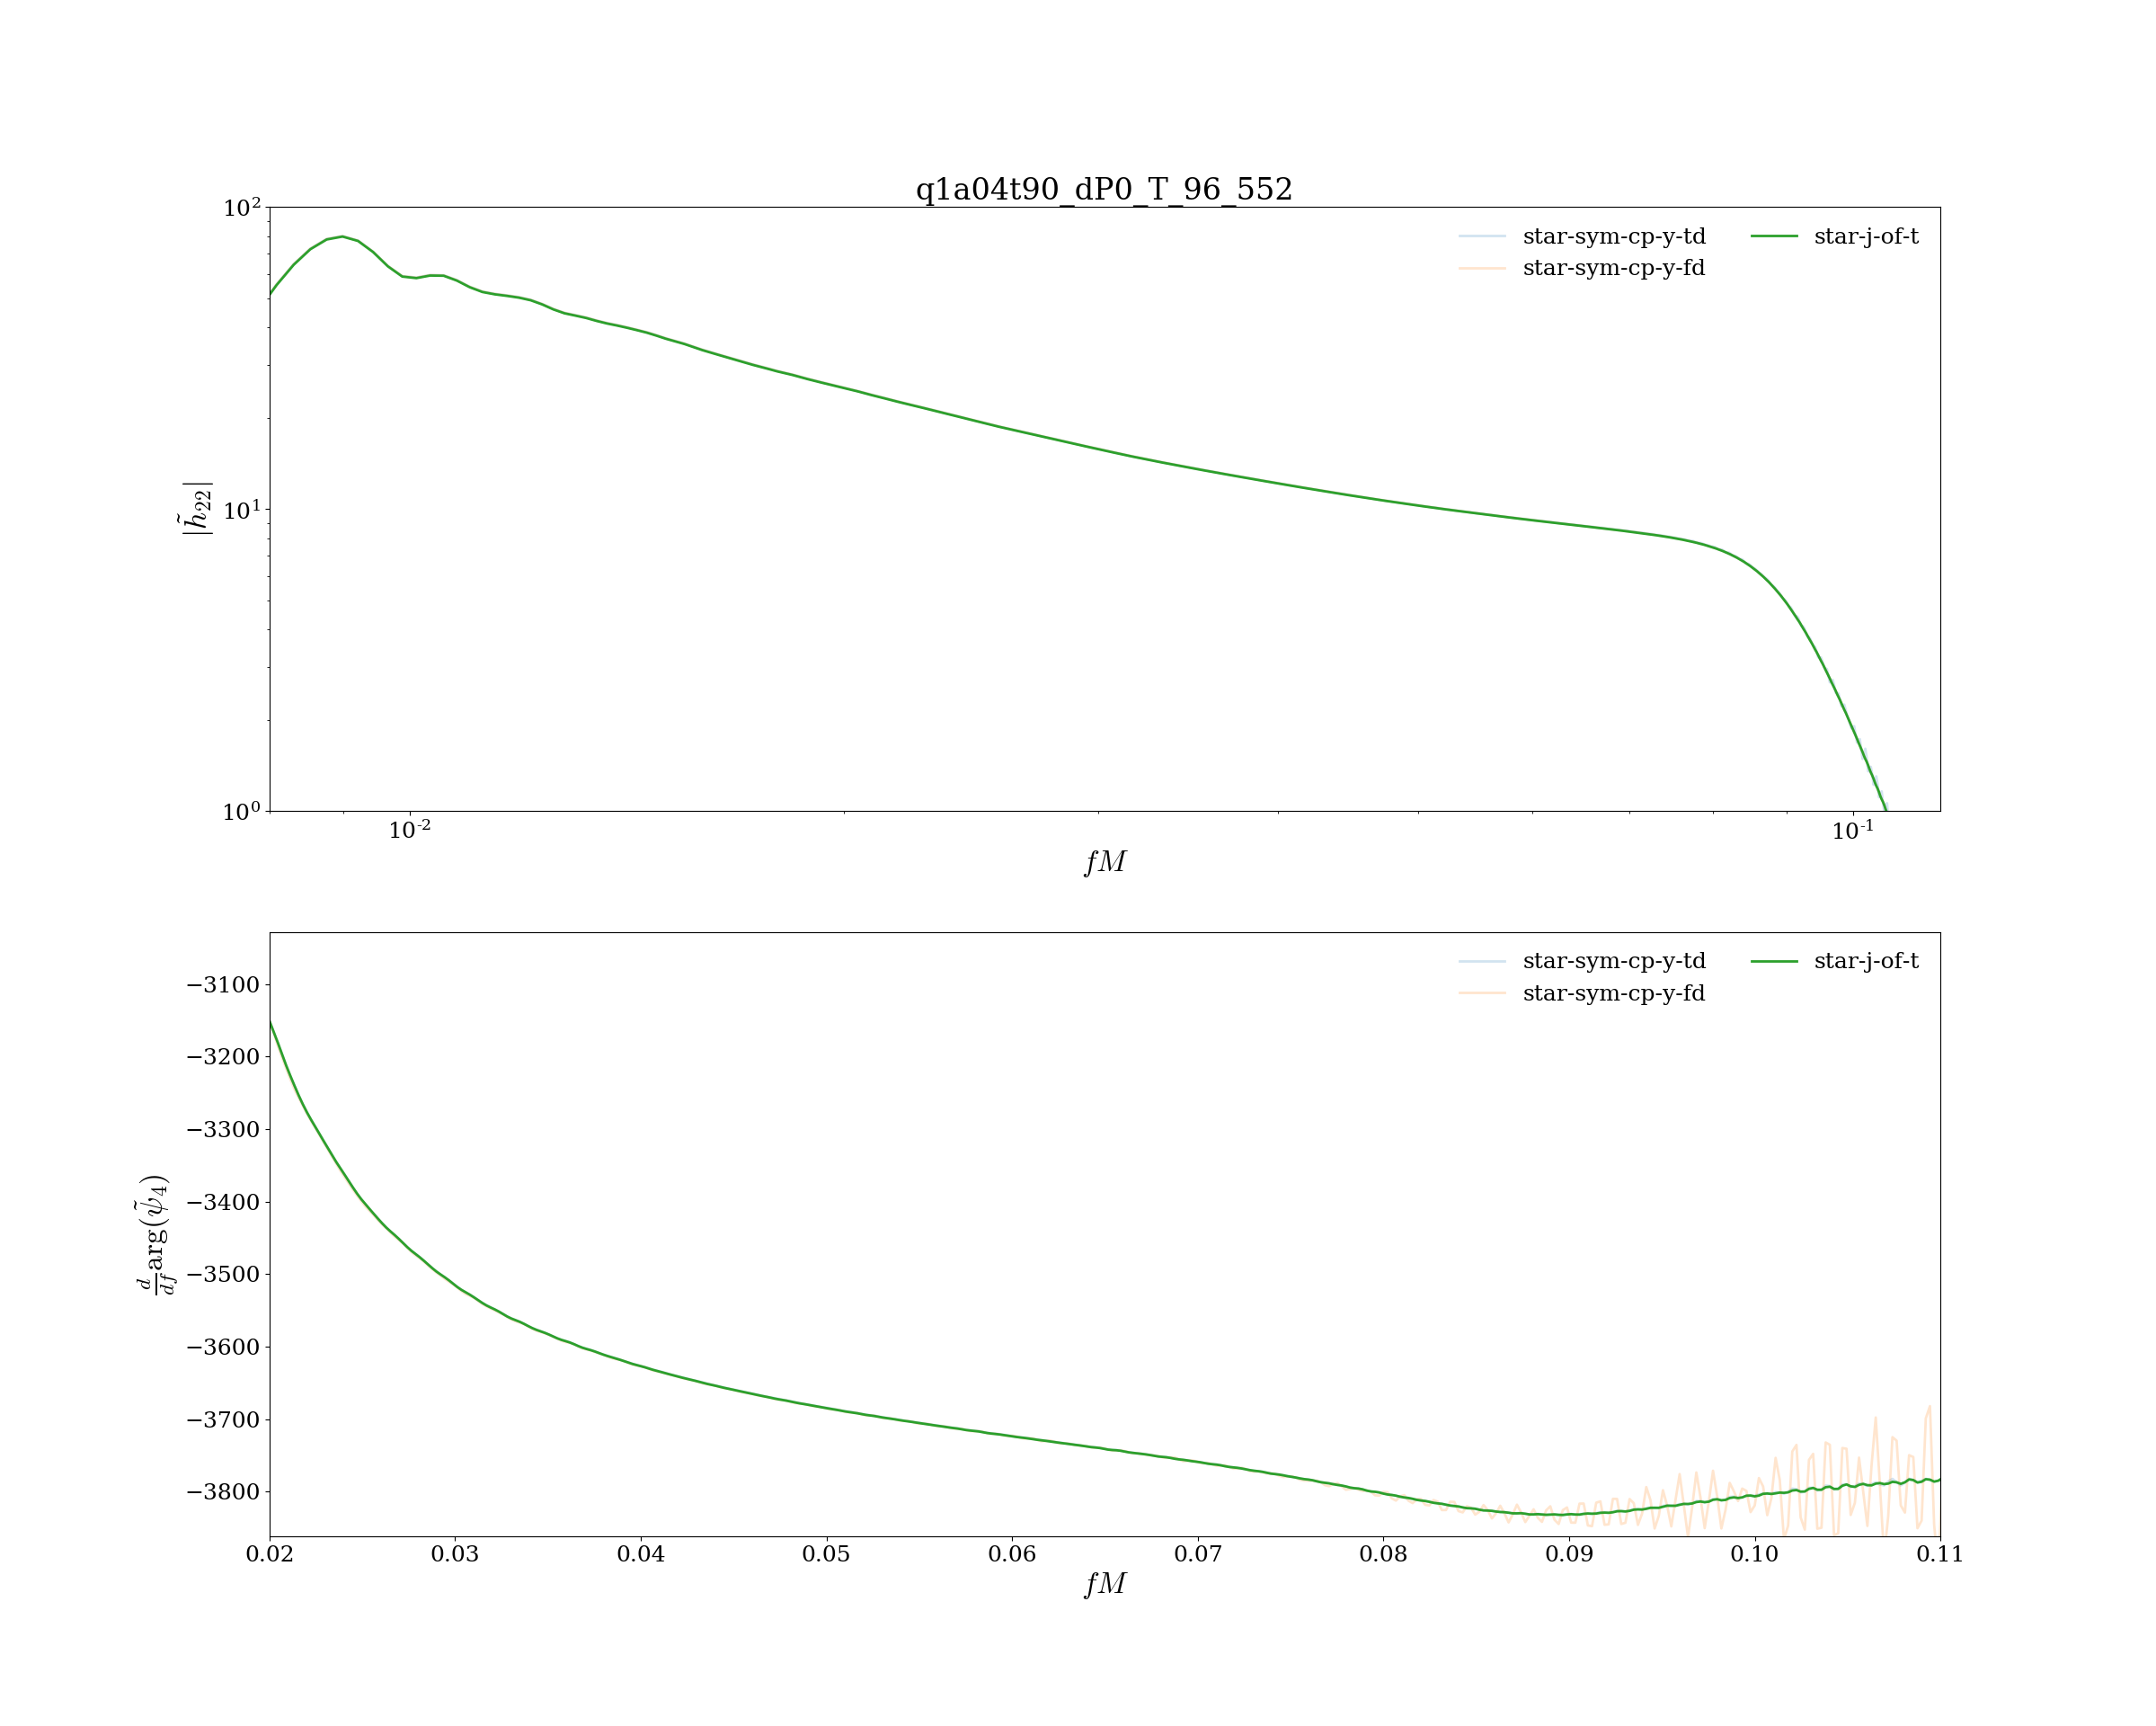 q1a04t90_dP0_T_96_552
star-sym-cp-y-td star-j-of-t
star-sym-cp-y-fd
10²
10¹
10⁰
|h̃₂₂|
10⁻² 10⁻¹
fM
star-sym-cp-y-td star-j-of-t
star-sym-cp-y-fd
−3100
−3200
−3300
−3400
−3500
−3600
−3700
−3800
d/df arg(ψ̃₄)
0.02 0.03 0.04 0.05 0.06 0.07 0.08 0.09 0.10 0.11
fM